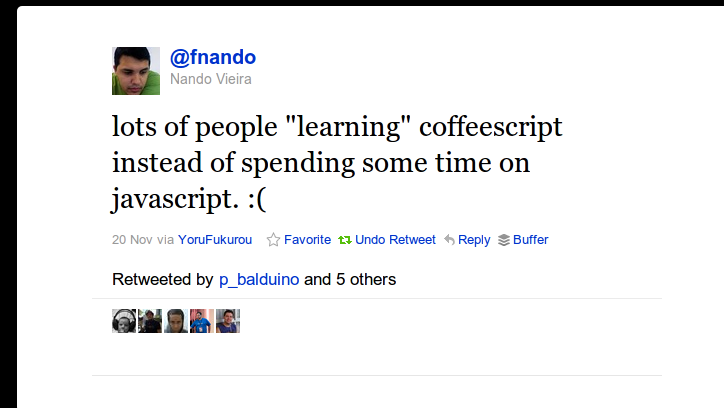 @fnando
Nando Vieira
lots of people "learning" coffeescript
instead of spending some time on
javascript. :(
20 Nov via YoruFukurou Favorite Undo Retweet Reply Buffer
Retweeted by p_balduino and 5 others